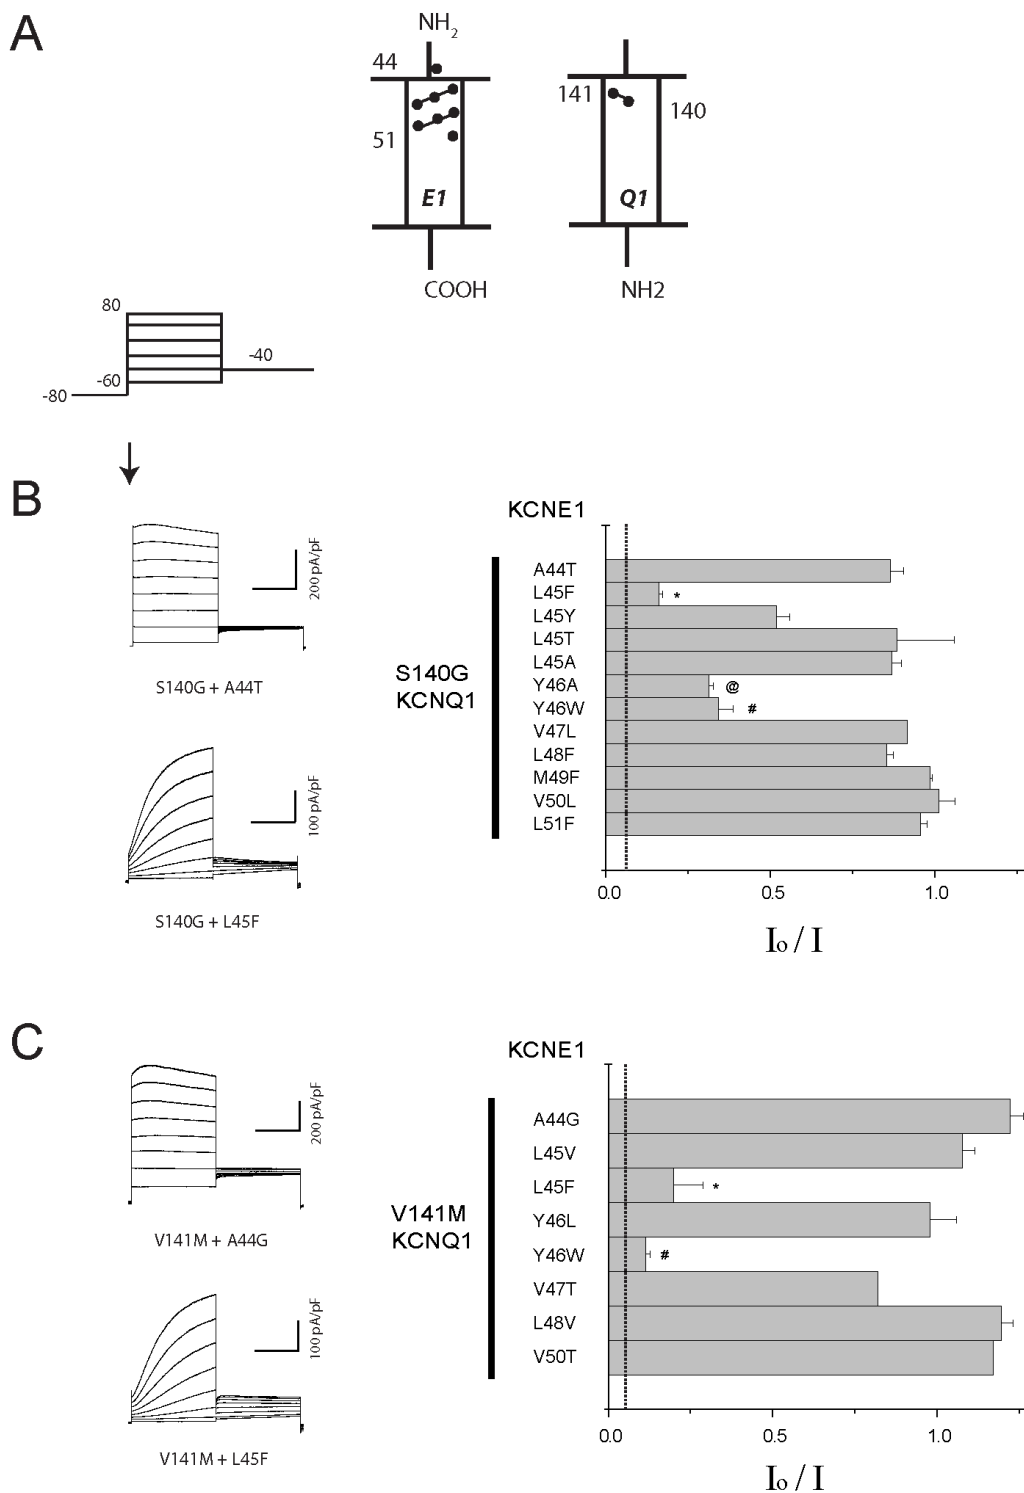 A
NH2
44
51
E1
COOH
141
140
Q1
NH2
80
-60
-80
-40
B
200 pA/pF
S140G + A44T
100 pA/pF
S140G + L45F
KCNE1
S140G
KCNQ1
A44T
L45F
*
L45Y
L45T
L45A
Y46A
@
Y46W
#
V47L
L48F
M49F
V50L
L51F
0.0
0.5
1.0
Io / I
C
200 pA/pF
V141M + A44G
100 pA/pF
V141M + L45F
KCNE1
V141M
KCNQ1
A44G
L45V
L45F
*
Y46L
Y46W
#
V47T
L48V
V50T
0.0
0.5
1.0
Io / I